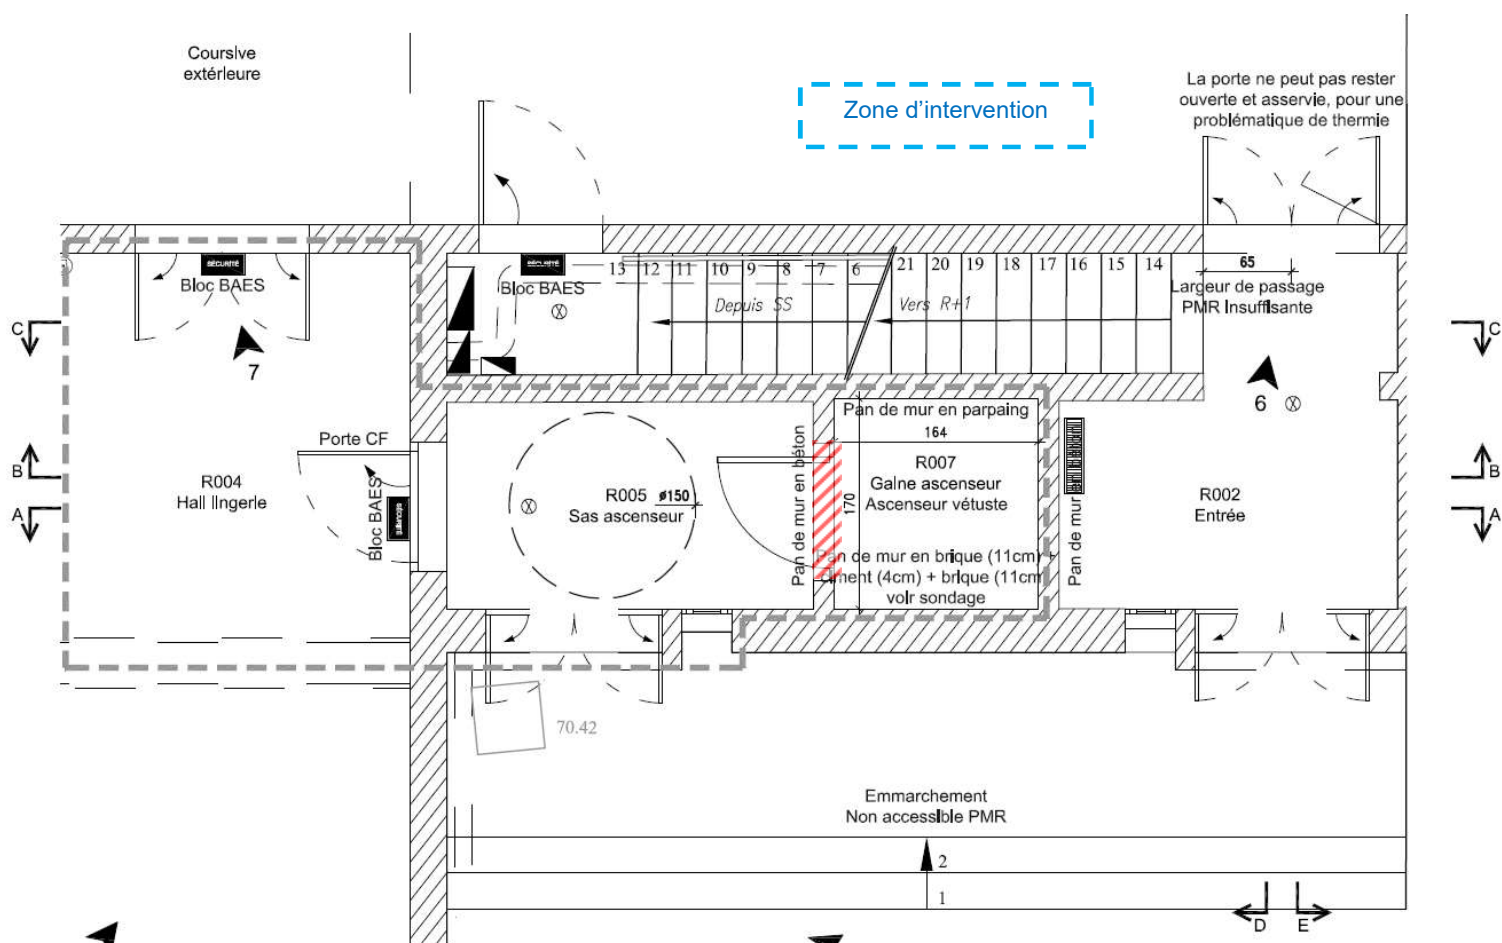 Coursive
extérieure
Zone d'intervention
La porte ne peut pas rester
ouverte et asservie, pour une
problématique de thermie
SÉCURITÉ
Bloc BAES
SÉCURITÉ
Bloc BAES
13 12 11 10 9 8 7 6 21 20 19 18 17 16 15 14
Depuis SS
Vers R+1
65
Largeur de passage
PMR Insuffisante
C
C
7
6
Pan de mur en parpaing
164
Porte CF
B
B
R004
Hall lingerie
Bloc BAES
R005
ø150
Sas ascenseur
Pan de mur en béton
170
R007
Gaine ascenseur
Ascenseur vétuste
Pan de mur en béton
R002
Entrée
A
A
Pan de mur en brique (11cm) +
ciment (4cm) + brique (11cm)
voir sondage
70.42
Emmarchement
Non accessible PMR
2
1
D
E